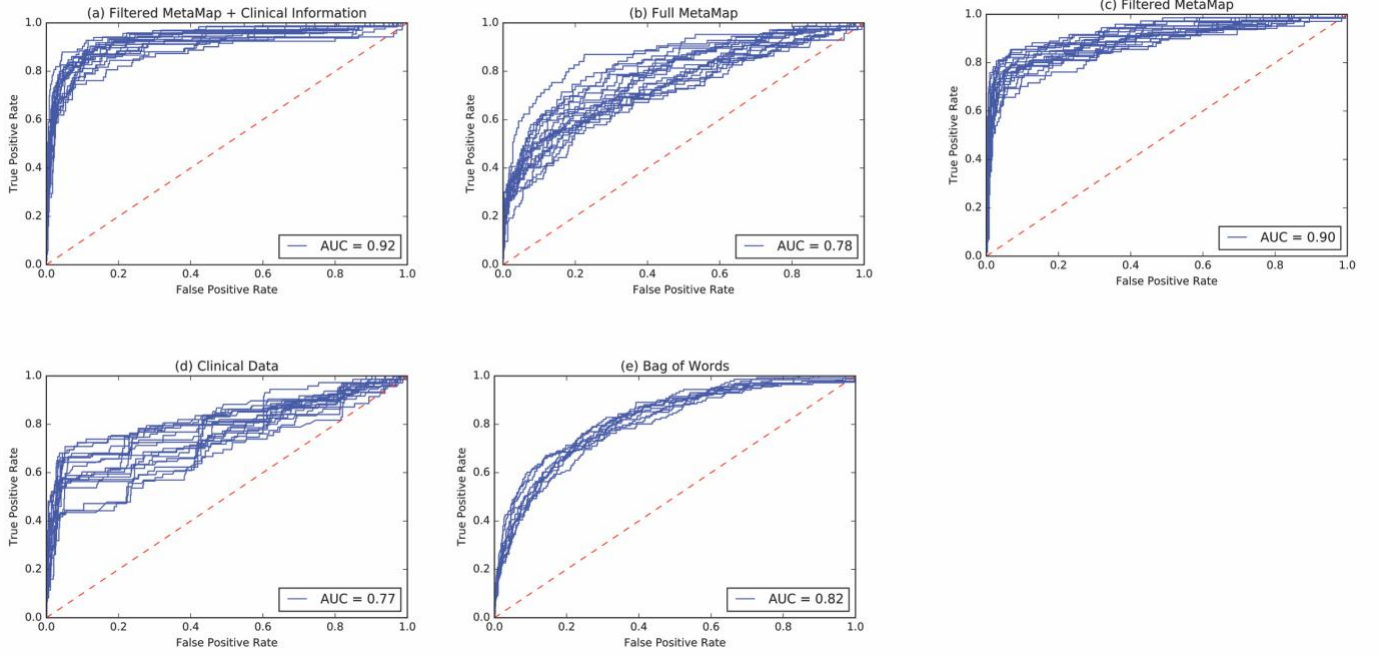 (a) Filtered MetaMap + Clinical Information
1.0
0.8
0.6
0.4
0.2
0.0
True Positive Rate
AUC = 0.92
0.0 0.2 0.4 0.6 0.8 1.0
False Positive Rate
(b) Full MetaMap
1.0
0.8
0.6
0.4
0.2
0.0
True Positive Rate
AUC = 0.78
0.0 0.2 0.4 0.6 0.8 1.0
False Positive Rate
(c) Filtered MetaMap
1.0
0.8
0.6
0.4
0.2
0.0
True Positive Rate
AUC = 0.90
0.0 0.2 0.4 0.6 0.8 1.0
False Positive Rate
(d) Clinical Data
1.0
0.8
0.6
0.4
0.2
0.0
True Positive Rate
AUC = 0.77
0.0 0.2 0.4 0.6 0.8 1.0
False Positive Rate
(e) Bag of Words
1.0
0.8
0.6
0.4
0.2
0.0
True Positive Rate
AUC = 0.82
0.0 0.2 0.4 0.6 0.8 1.0
False Positive Rate